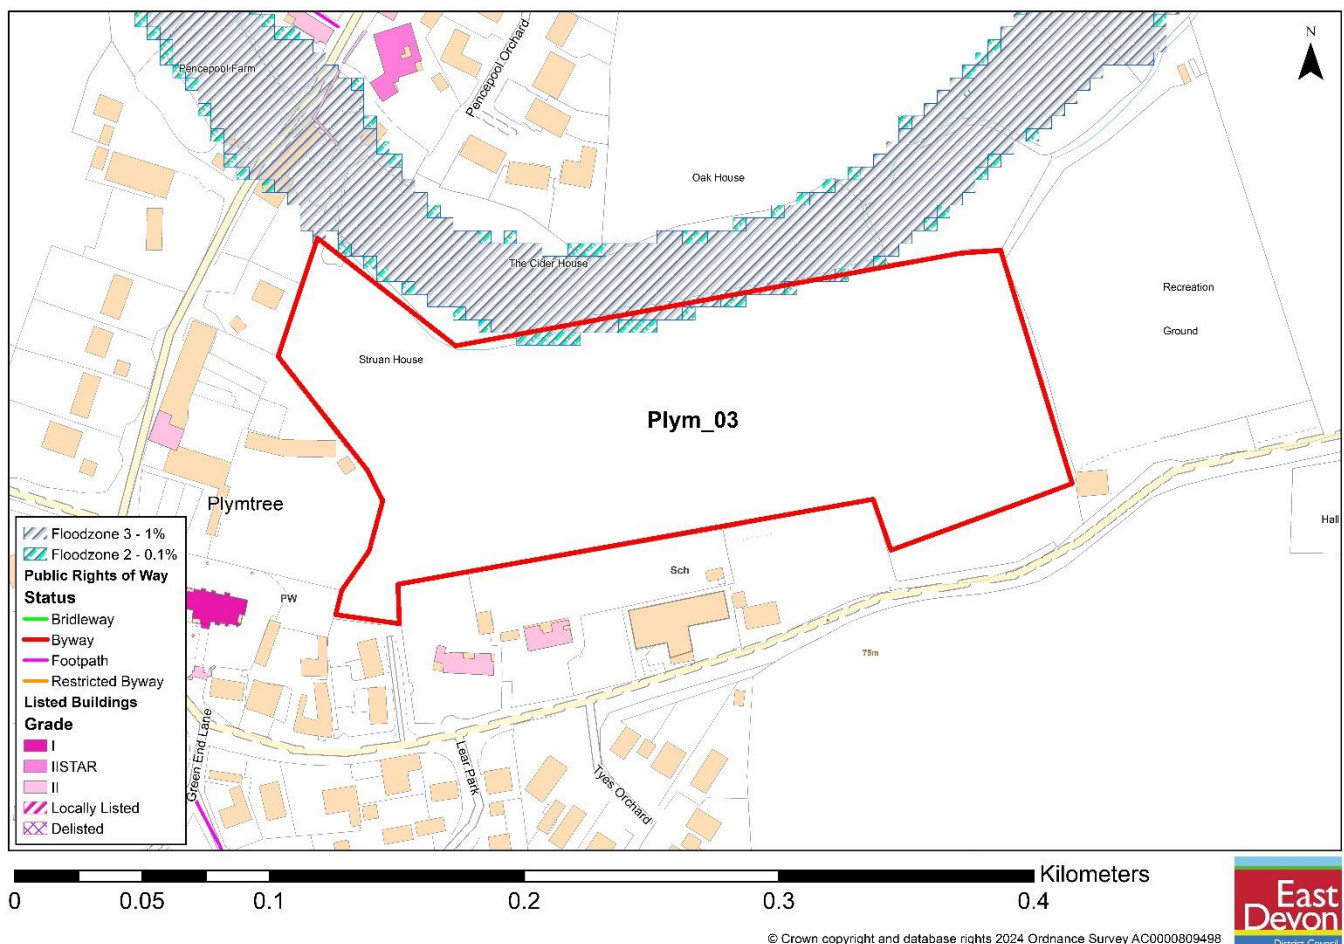 N
Pencepool Farm
Pencepool Orchard
Oak House
The Cider House
Recreation
Ground
Struan House
Plym_03
Plymtree
Hall
Sch
PW
75m
Green End Lane
Lear Park
Tyes Orchard
Floodzone 3 - 1%
Floodzone 2 - 0.1%
Public Rights of Way
Status
Bridleway
Byway
Footpath
Restricted Byway
Listed Buildings
Grade
I
IISTAR
II
Locally Listed
Delisted
Kilometers
0 0.05 0.1 0.2 0.3 0.4
East
Devon
District Council
© Crown copyright and database rights 2024 Ordnance Survey AC0000809498